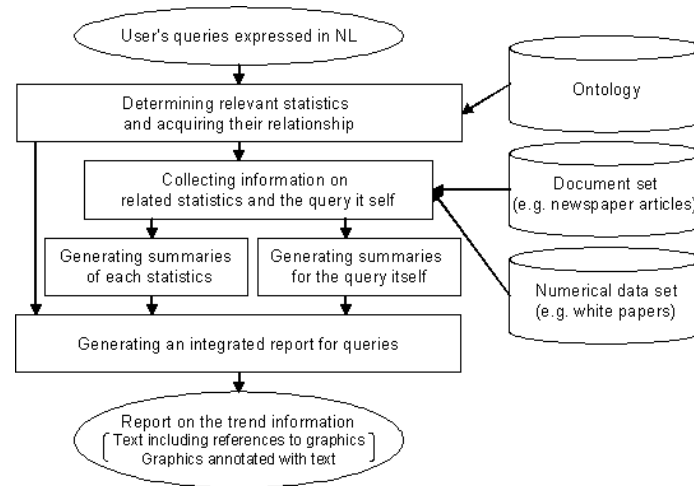 User's queries expressed in NL
Determining relevant statistics
and acquiring their relationship
Ontology
Collecting information on
related statistics and the query it self
Document set
(e.g. newspaper articles)
Generating summaries
of each statistics
Generating summaries
for the query itself
Numerical data set
(e.g. white papers)
Generating an integrated report for queries
Report on the trend information
Text including references to graphics
Graphics annotated with text